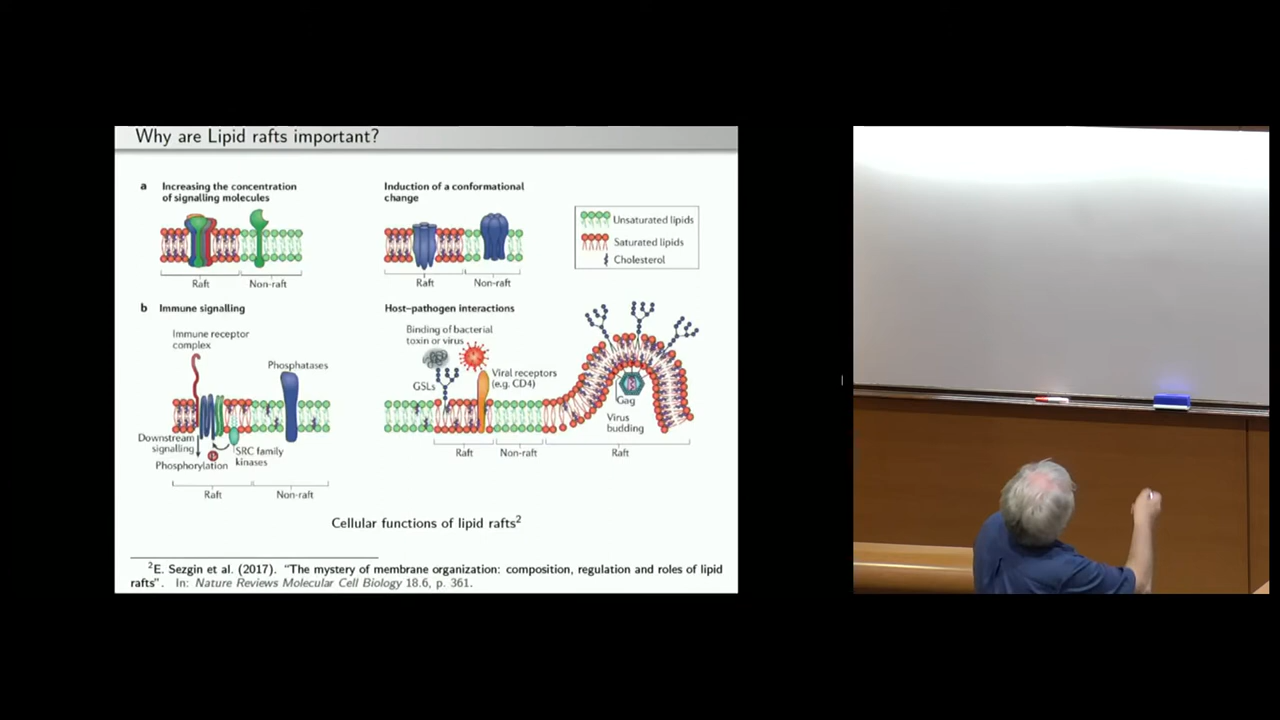 Why are Lipid rafts important?
a Increasing the concentration
of signalling molecules
Raft
Non-raft
Induction of a conformational
change
Raft
Non-raft
Unsaturated lipids
Saturated lipids
Cholesterol
b Immune signalling
Immune receptor
complex
Phosphatases
Downstream
signalling
Phosphorylation
SRC family
kinases
Raft
Non-raft
Host–pathogen interactions
Binding of bacterial
toxin or virus
GSLs
Viral receptors
(e.g. CD4)
Gag
Virus
budding
Raft
Non-raft
Raft
Cellular functions of lipid rafts2
2E. Sezgin et al. (2017). “The mystery of membrane organization: composition, regulation and roles of lipid
rafts”. In: Nature Reviews Molecular Cell Biology 18.6, p. 361.